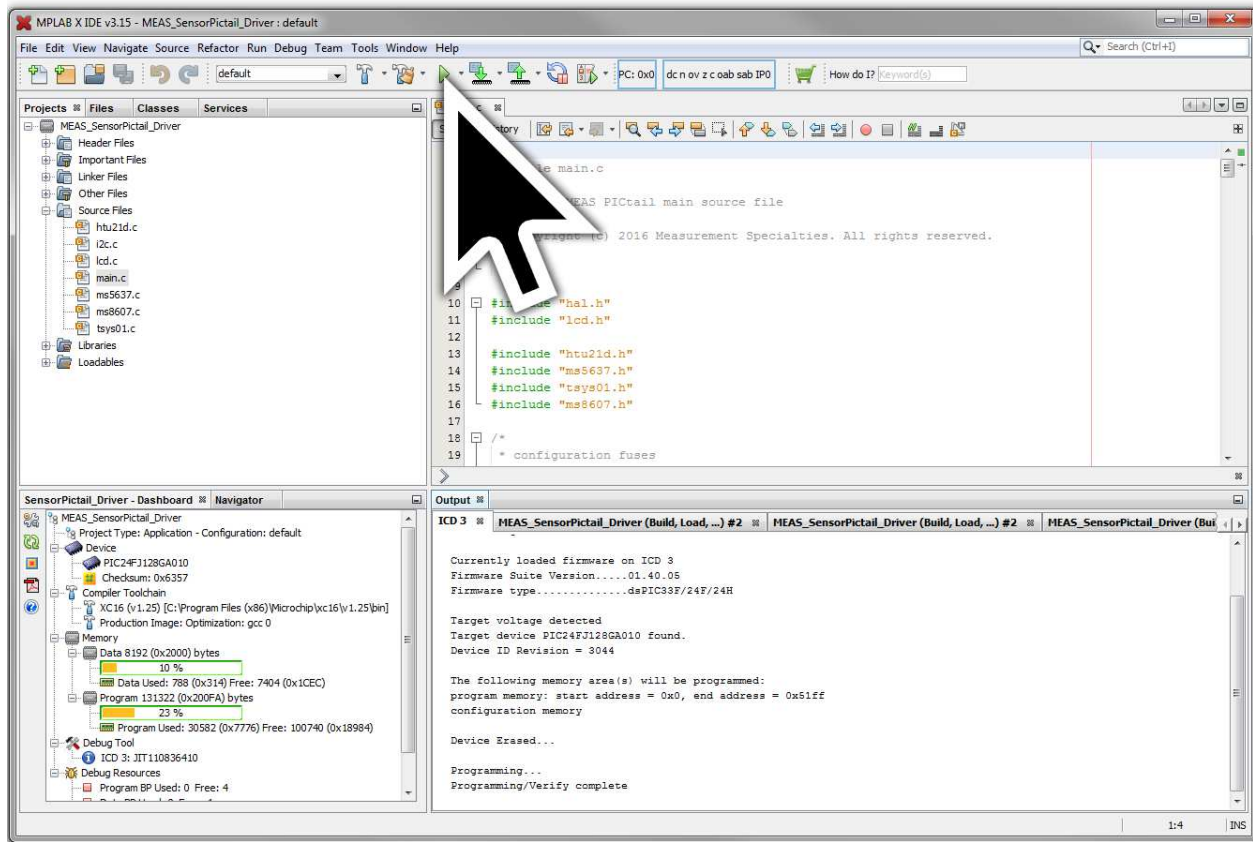 MPLAB X IDE v3.15 - MEAS_SensorPictail_Driver : default
File Edit View Navigate Source Refactor Run Debug Team Tools Window Help
Search (Ctrl+I)
default
PC: 0x0
dc n ov z c oab sab IP0
How do I?
Keyword(s)
Projects Files Classes Services
MEAS_SensorPictail_Driver
Header Files
Important Files
Linker Files
Other Files
Source Files
htu21d.c
i2c.c
lcd.c
main.c
ms5637.c
ms8607.c
tsys01.c
Libraries
Loadables
main.c
MEAS PICtail main source file
(c) 2016 Measurement Specialties. All rights reserved.
9
10 "hal.h"
11 #include "lcd.h"
12
13 #include "htu21d.h"
14 #include "ms5637.h"
15 #include "tsys01.h"
16 #include "ms8607.h"
17
18 /*
19 * configuration fuses
SensorPictail_Driver - Dashboard Navigator
MEAS_SensorPictail_Driver
Project Type: Application - Configuration: default
Device
PIC24FJ128GA010
Checksum: 0x6357
Compiler Toolchain
XC16 (v1.25) [C:\Program Files (x86)\Microchip\xc16\v1.25\bin]
Production Image: Optimization: gcc 0
Memory
Data 8192 (0x2000) bytes
10 %
Data Used: 788 (0x314) Free: 7404 (0x1CEC)
Program 131322 (0x200FA) bytes
23 %
Program Used: 30582 (0x7776) Free: 100740 (0x18984)
Debug Tool
ICD 3: JIT110836410
Debug Resources
Program BP Used: 0 Free: 4
Output
ICD 3 MEAS_SensorPictail_Driver (Build, Load, ...) #2 MEAS_SensorPictail_Driver (Build, Load, ...) #2 MEAS_SensorPictail_Driver (Bui
Currently loaded firmware on ICD 3
Firmware Suite Version.....01.40.05
Firmware type..............dsPIC33F/24F/24H
Target voltage detected
Target device PIC24FJ128GA010 found.
Device ID Revision = 3044
The following memory area(s) will be programmed:
program memory: start address = 0x0, end address = 0x51ff
configuration memory
Device Erased...
Programming...
Programming/Verify complete
1:4 INS